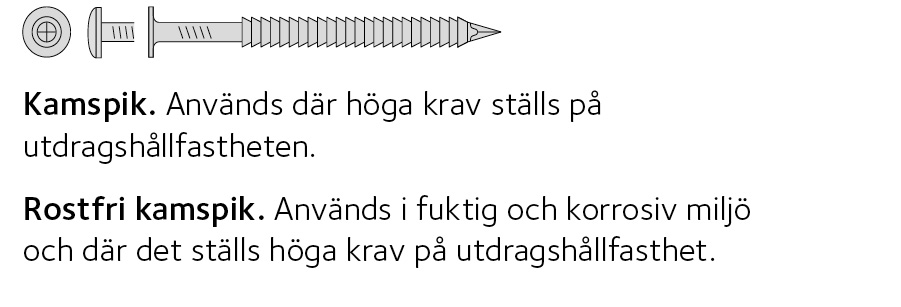 Kamspik. Används där höga krav ställs på
utdragshållfastheten.
Rostfri kamspik. Används i fuktig och korrosiv miljö
och där det ställs höga krav på utdragshållfasthet.